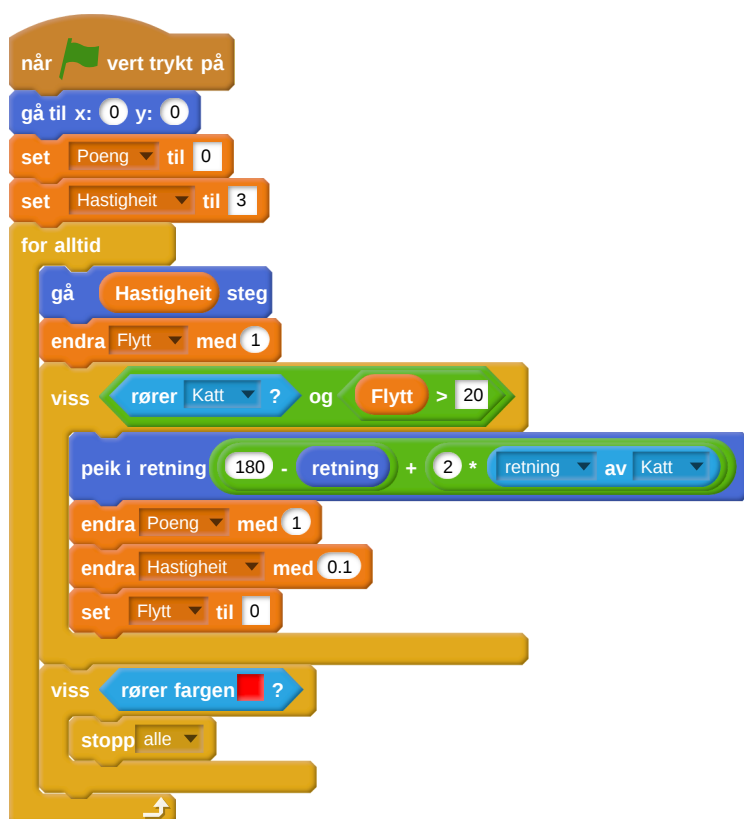 når vert trykt på
gå til x: 0 y: 0
set Poeng til 0
set Hastigheit til 3
for alltid
gå Hastigheit steg
endra Flytt med 1
viss rører Katt ? og Flytt > 20
peik i retning 180 - retning + 2 * retning av Katt
endra Poeng med 1
endra Hastigheit med 0.1
set Flytt til 0
viss rører fargen ?
stopp alle